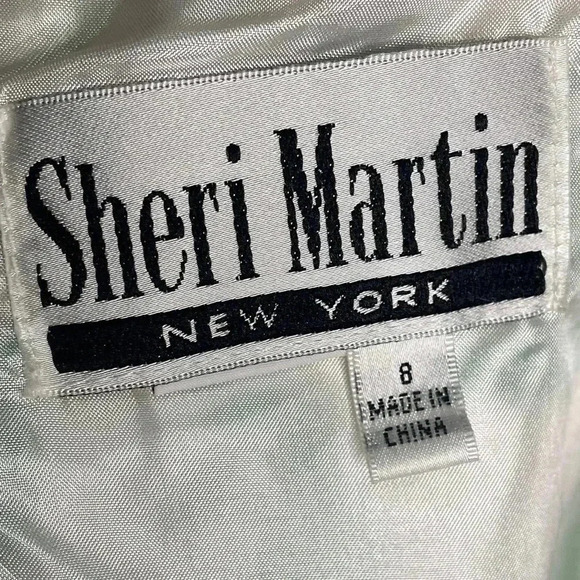 Sheri Martin
NEW YORK
8
MADE IN
CHINA